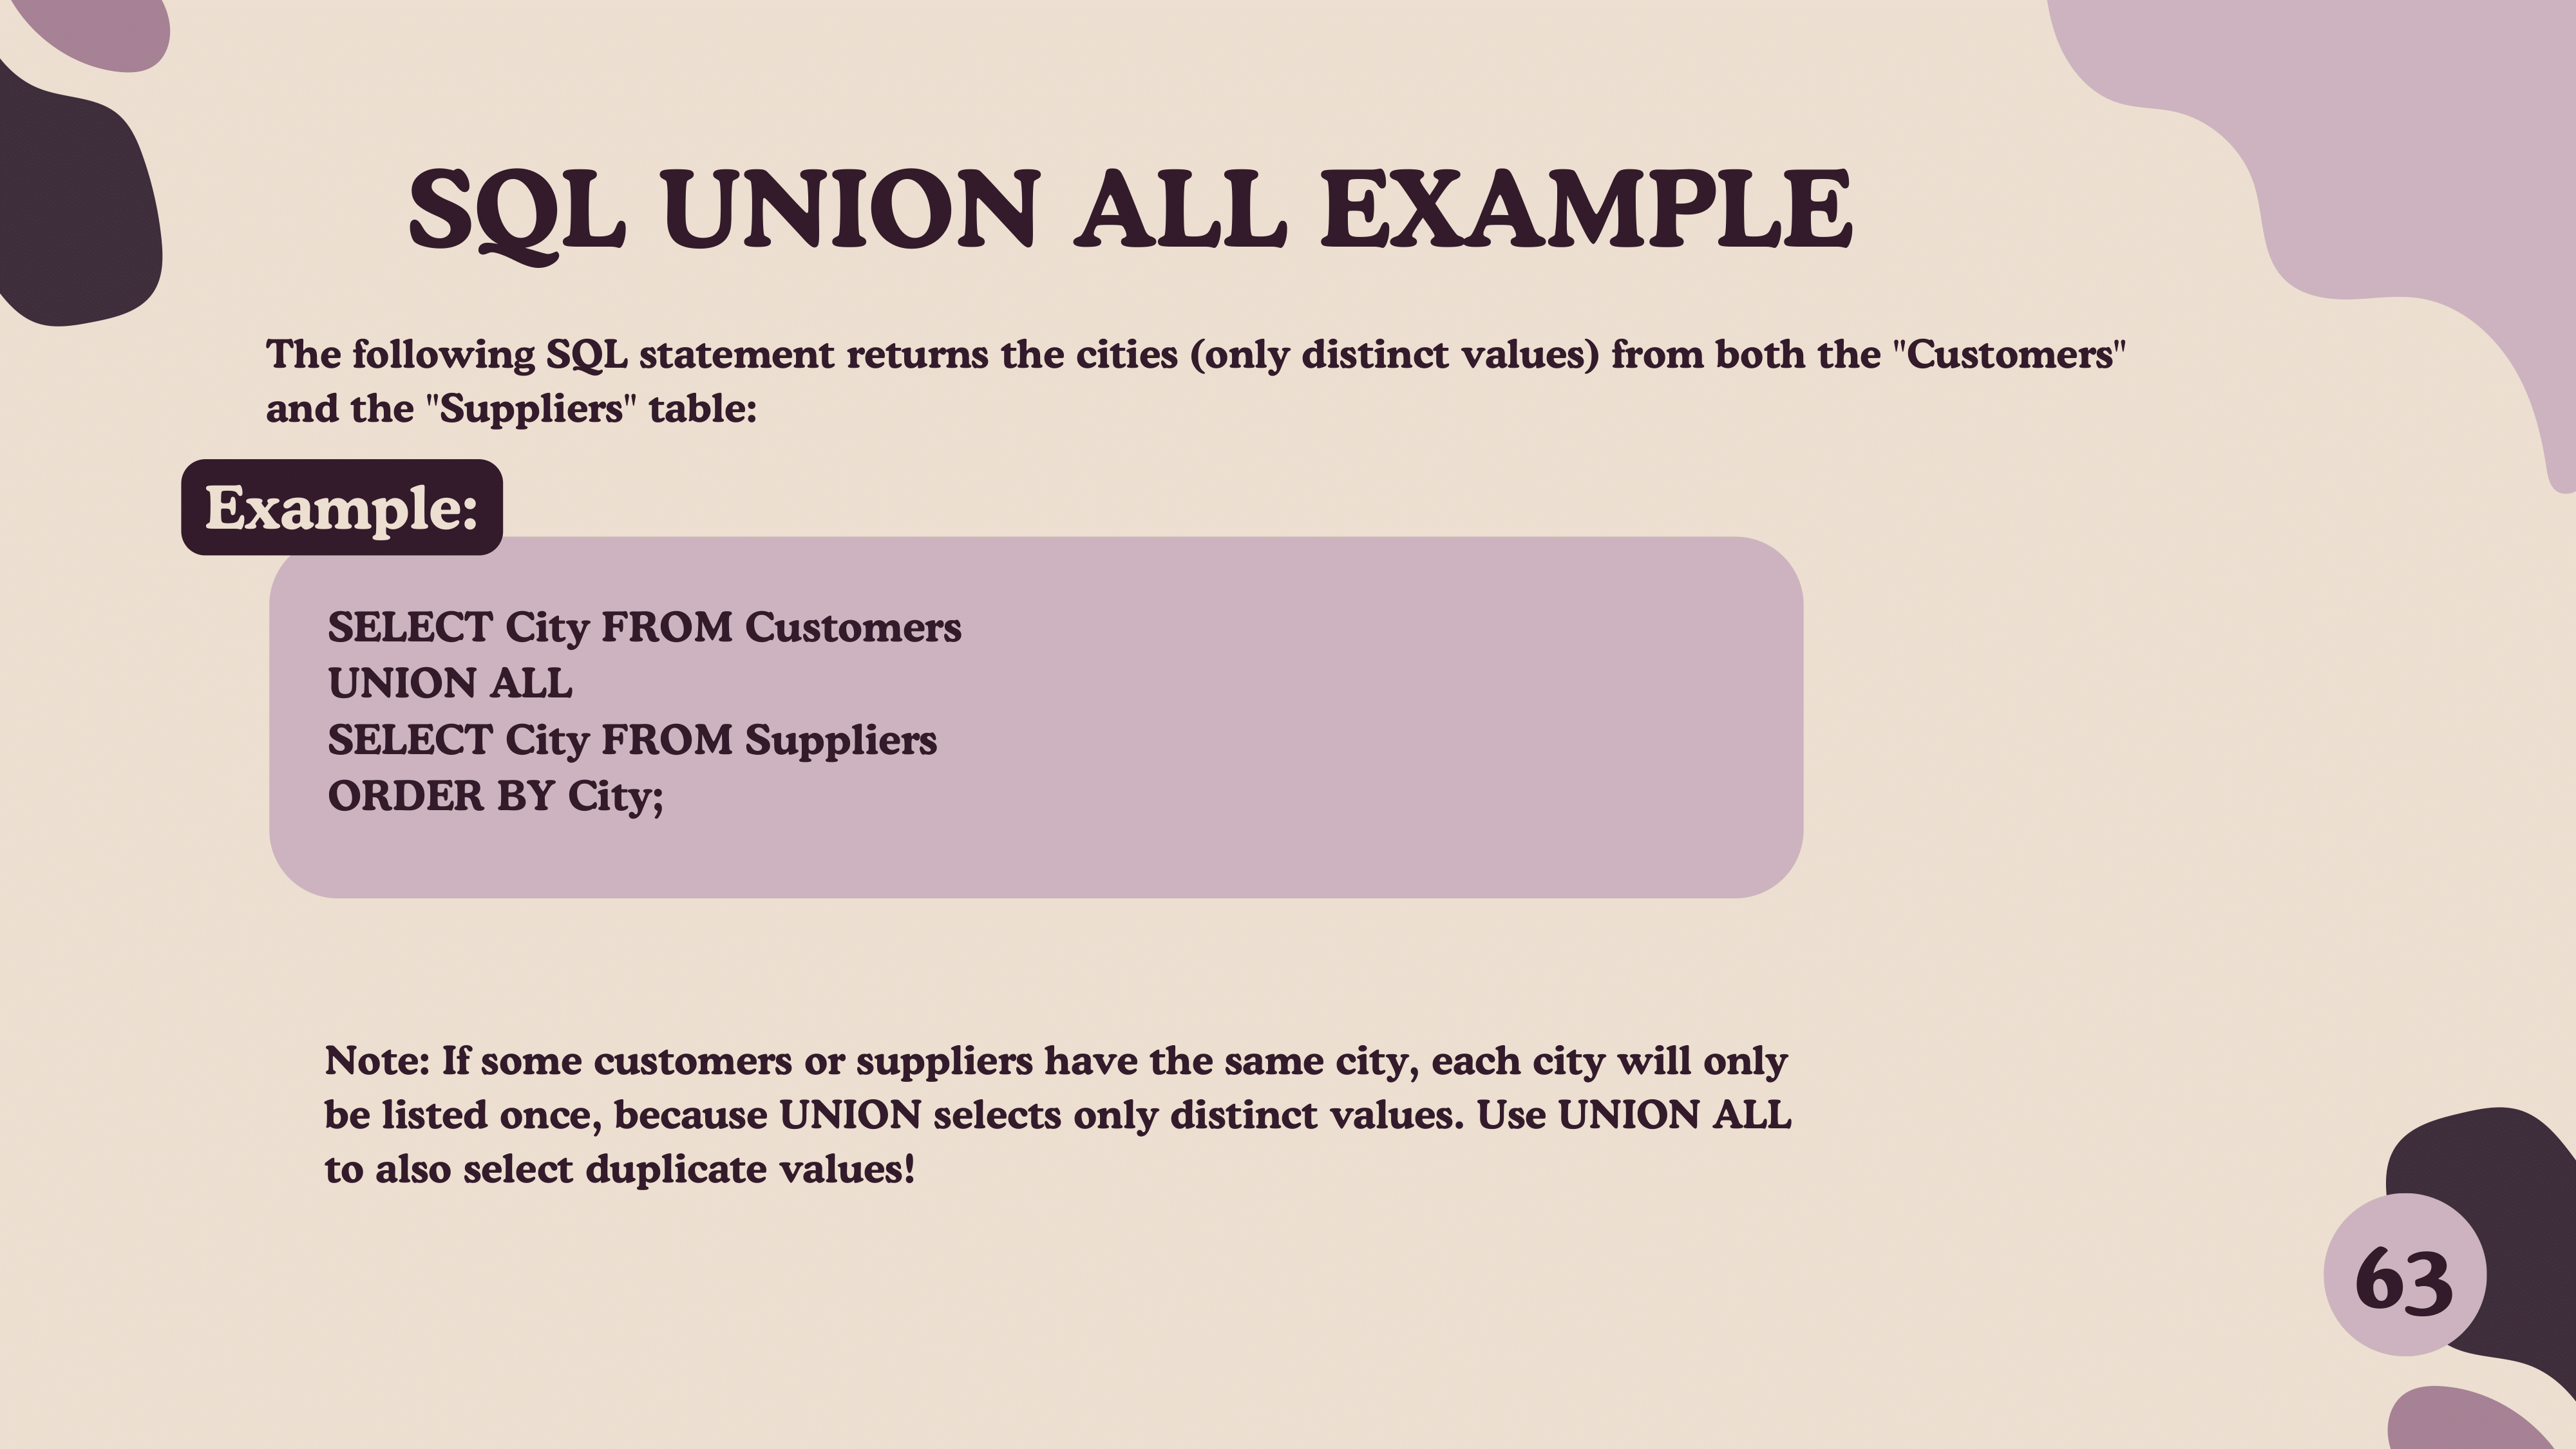 SQL UNION ALL EXAMPLE
The following SQL statement returns the cities (only distinct values) from both the "Customers"
and the "Suppliers" table:
Example:
SELECT City FROM Customers
UNION ALL
SELECT City FROM Suppliers
ORDER BY City;
Note: If some customers or suppliers have the same city, each city will only
be listed once, because UNION selects only distinct values. Use UNION ALL
to also select duplicate values!
63